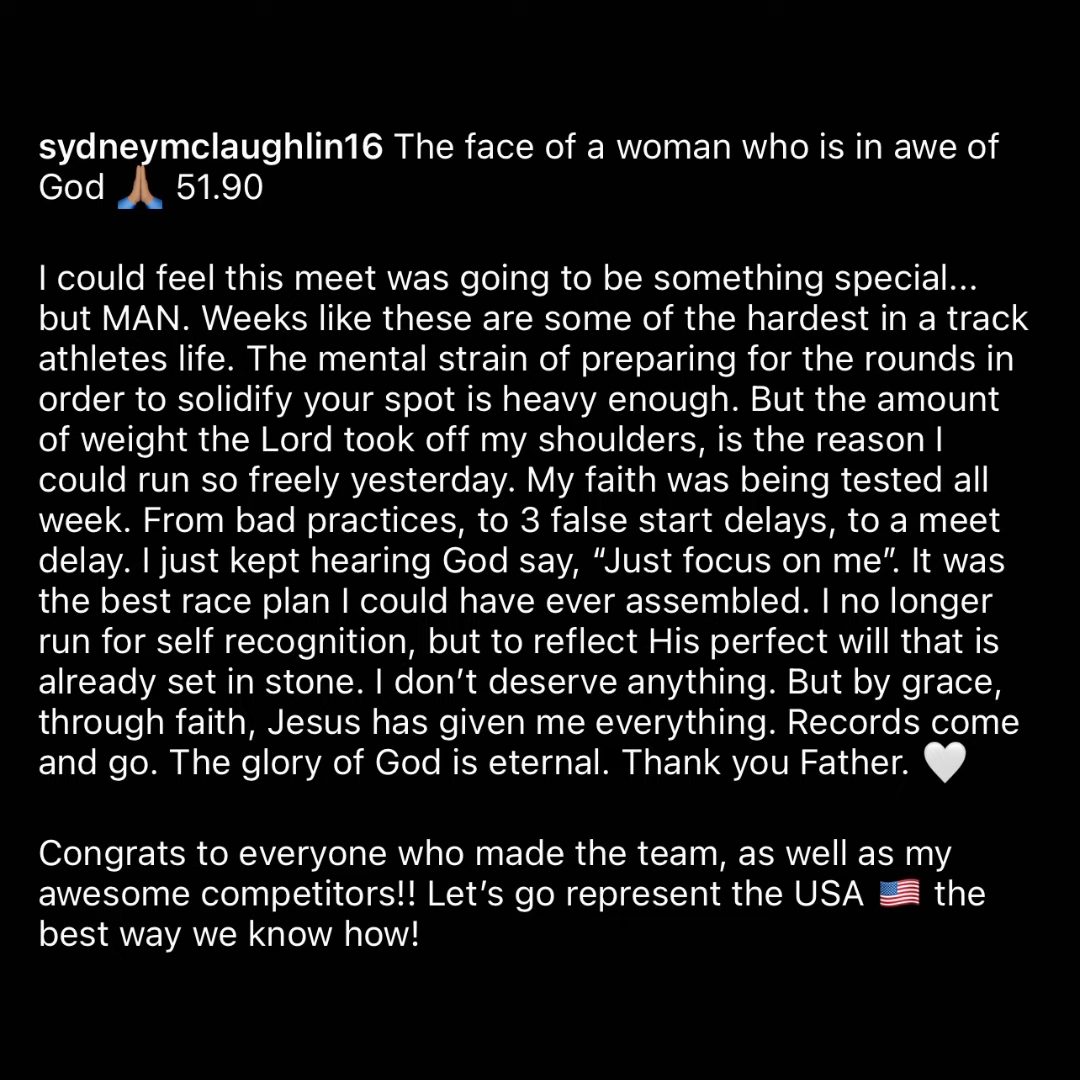 sydneymclaughlin16 The face of a woman who is in awe of
God 🙏🏽 51.90
I could feel this meet was going to be something special...
but MAN. Weeks like these are some of the hardest in a track
athletes life. The mental strain of preparing for the rounds in
order to solidify your spot is heavy enough. But the amount
of weight the Lord took off my shoulders, is the reason I
could run so freely yesterday. My faith was being tested all
week. From bad practices, to 3 false start delays, to a meet
delay. I just kept hearing God say, “Just focus on me”. It was
the best race plan I could have ever assembled. I no longer
run for self recognition, but to reflect His perfect will that is
already set in stone. I don’t deserve anything. But by grace,
through faith, Jesus has given me everything. Records come
and go. The glory of God is eternal. Thank you Father. 🤍
Congrats to everyone who made the team, as well as my
awesome competitors!! Let’s go represent the USA 🇺🇸 the
best way we know how!